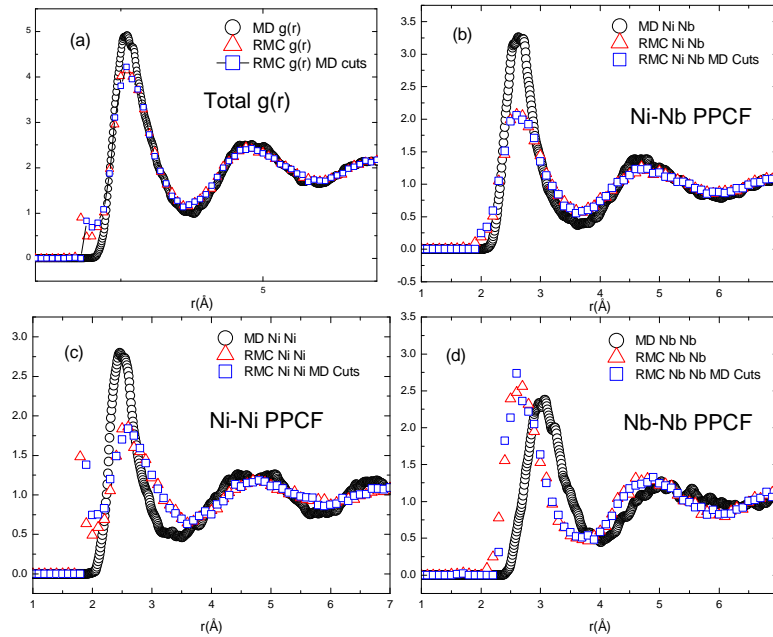 (a)
MD g(r)
RMC g(r)
RMC g(r) MD cuts
Total g(r)
5
4
3
2
1
0
5
r(Å)
(b)
MD Ni Nb
RMC Ni Nb
RMC Ni Nb MD Cuts
Ni-Nb PPCF
3.5
3.0
2.5
2.0
1.5
1.0
0.5
0.0
-0.5
1 2 3 4 5 6 7
r(Å)
(c)
MD Ni Ni
RMC Ni Ni
RMC Ni Ni MD Cuts
Ni-Ni PPCF
3.0
2.5
2.0
1.5
1.0
0.5
0.0
1 2 3 4 5 6 7
r(Å)
(d)
MD Nb Nb
RMC Nb Nb
RMC Nb Nb MD Cuts
Nb-Nb PPCF
3.5
3.0
2.5
2.0
1.5
1.0
0.5
0.0
1 2 3 4 5 6 7
r(Å)